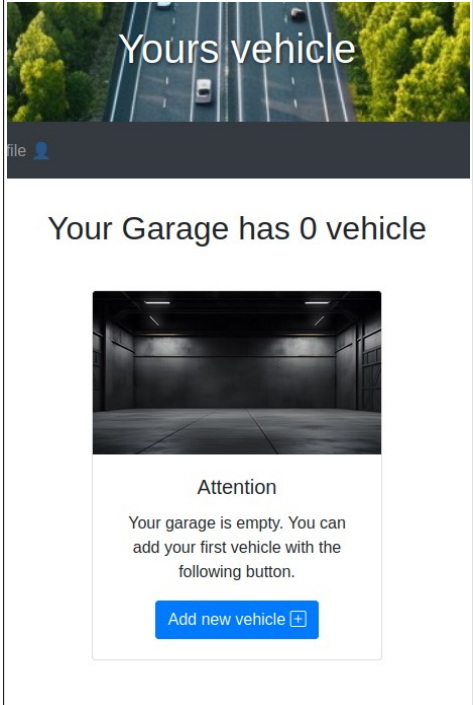 Yours vehicle
file 👤
Your Garage has 0 vehicle
Attention
Your garage is empty. You can
add your first vehicle with the
following button.
Add new vehicle